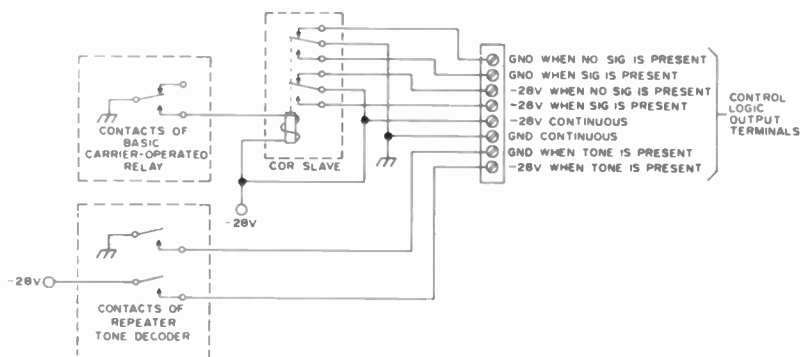 CONTACTS OF
BASIC
CARRIER-OPERATED
RELAY
COR SLAVE
-28V
GND WHEN NO SIG IS PRESENT
GND WHEN SIG IS PRESENT
-28V WHEN NO SIG IS PRESENT
-28V WHEN SIG IS PRESENT
-28V CONTINUOUS
GND CONTINUOUS
GND WHEN TONE IS PRESENT
-28V WHEN TONE IS PRESENT
CONTROL
LOGIC
OUTPUT
TERMINALS
-28V
CONTACTS OF
REPEATER
TONE DECODER